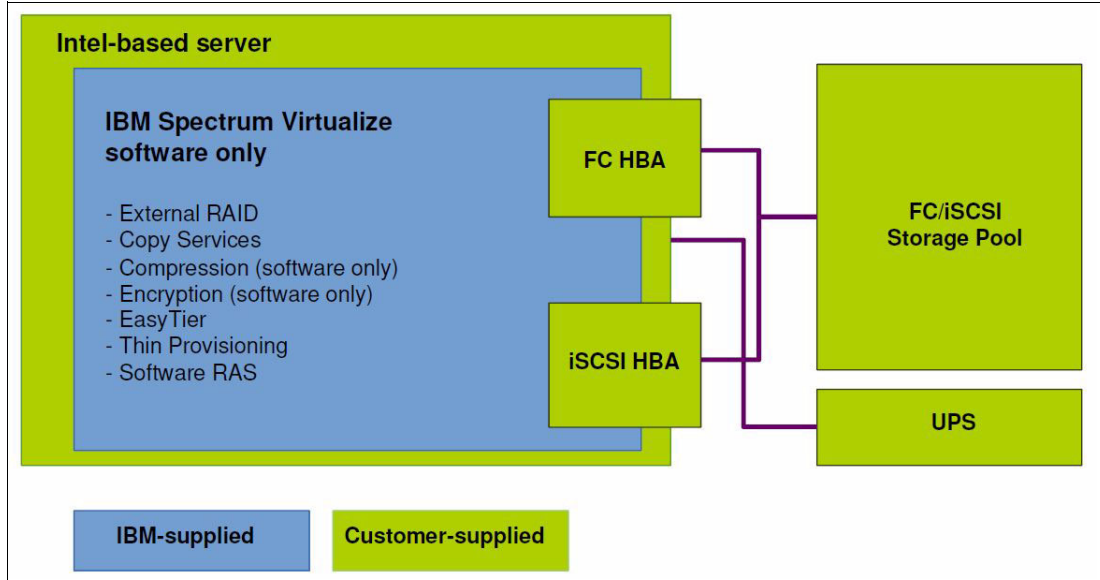 Intel-based server
IBM Spectrum Virtualize
software only
- External RAID
- Copy Services
- Compression (software only)
- Encryption (software only)
- EasyTier
- Thin Provisioning
- Software RAS
FC HBA
iSCSI HBA
FC/iSCSI
Storage Pool
UPS
IBM-supplied
Customer-supplied